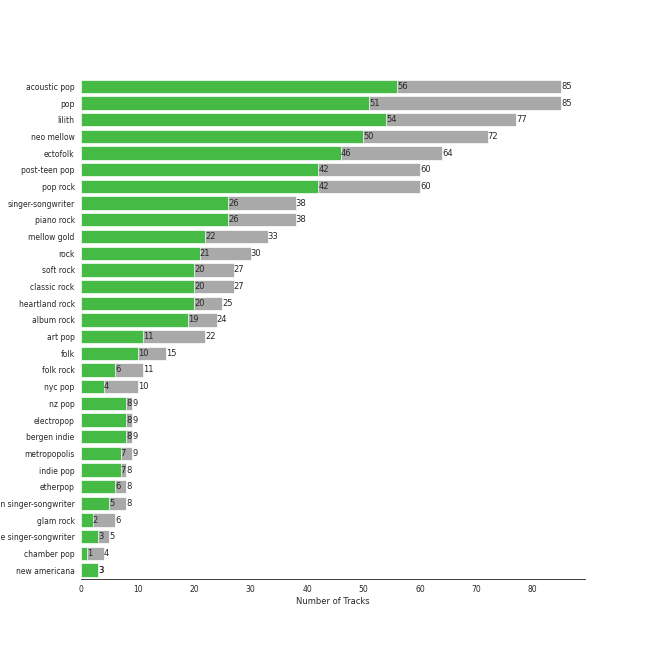 acoustic pop 56 85
pop 51 85
lilith 54 77
neo mellow 50 72
ectofolk 46 64
post-teen pop 42 60
pop rock 42 60
singer-songwriter 26 38
piano rock 26 38
mellow gold 22 33
rock 21 30
soft rock 20 27
classic rock 20 27
heartland rock 20 25
album rock 19 24
art pop 11 22
folk 10 15
folk rock 6 11
nyc pop 4 10
nz pop 8 9
electropop 8 9
bergen indie 8 9
metropopolis 7 9
indie pop 7 8
etherpop 6 8
n singer-songwriter 5 8
glam rock 2 6
e singer-songwriter 3 5
chamber pop 1 4
new americana 3 3
0 10 20 30 40 50 60 70 80
Number of Tracks